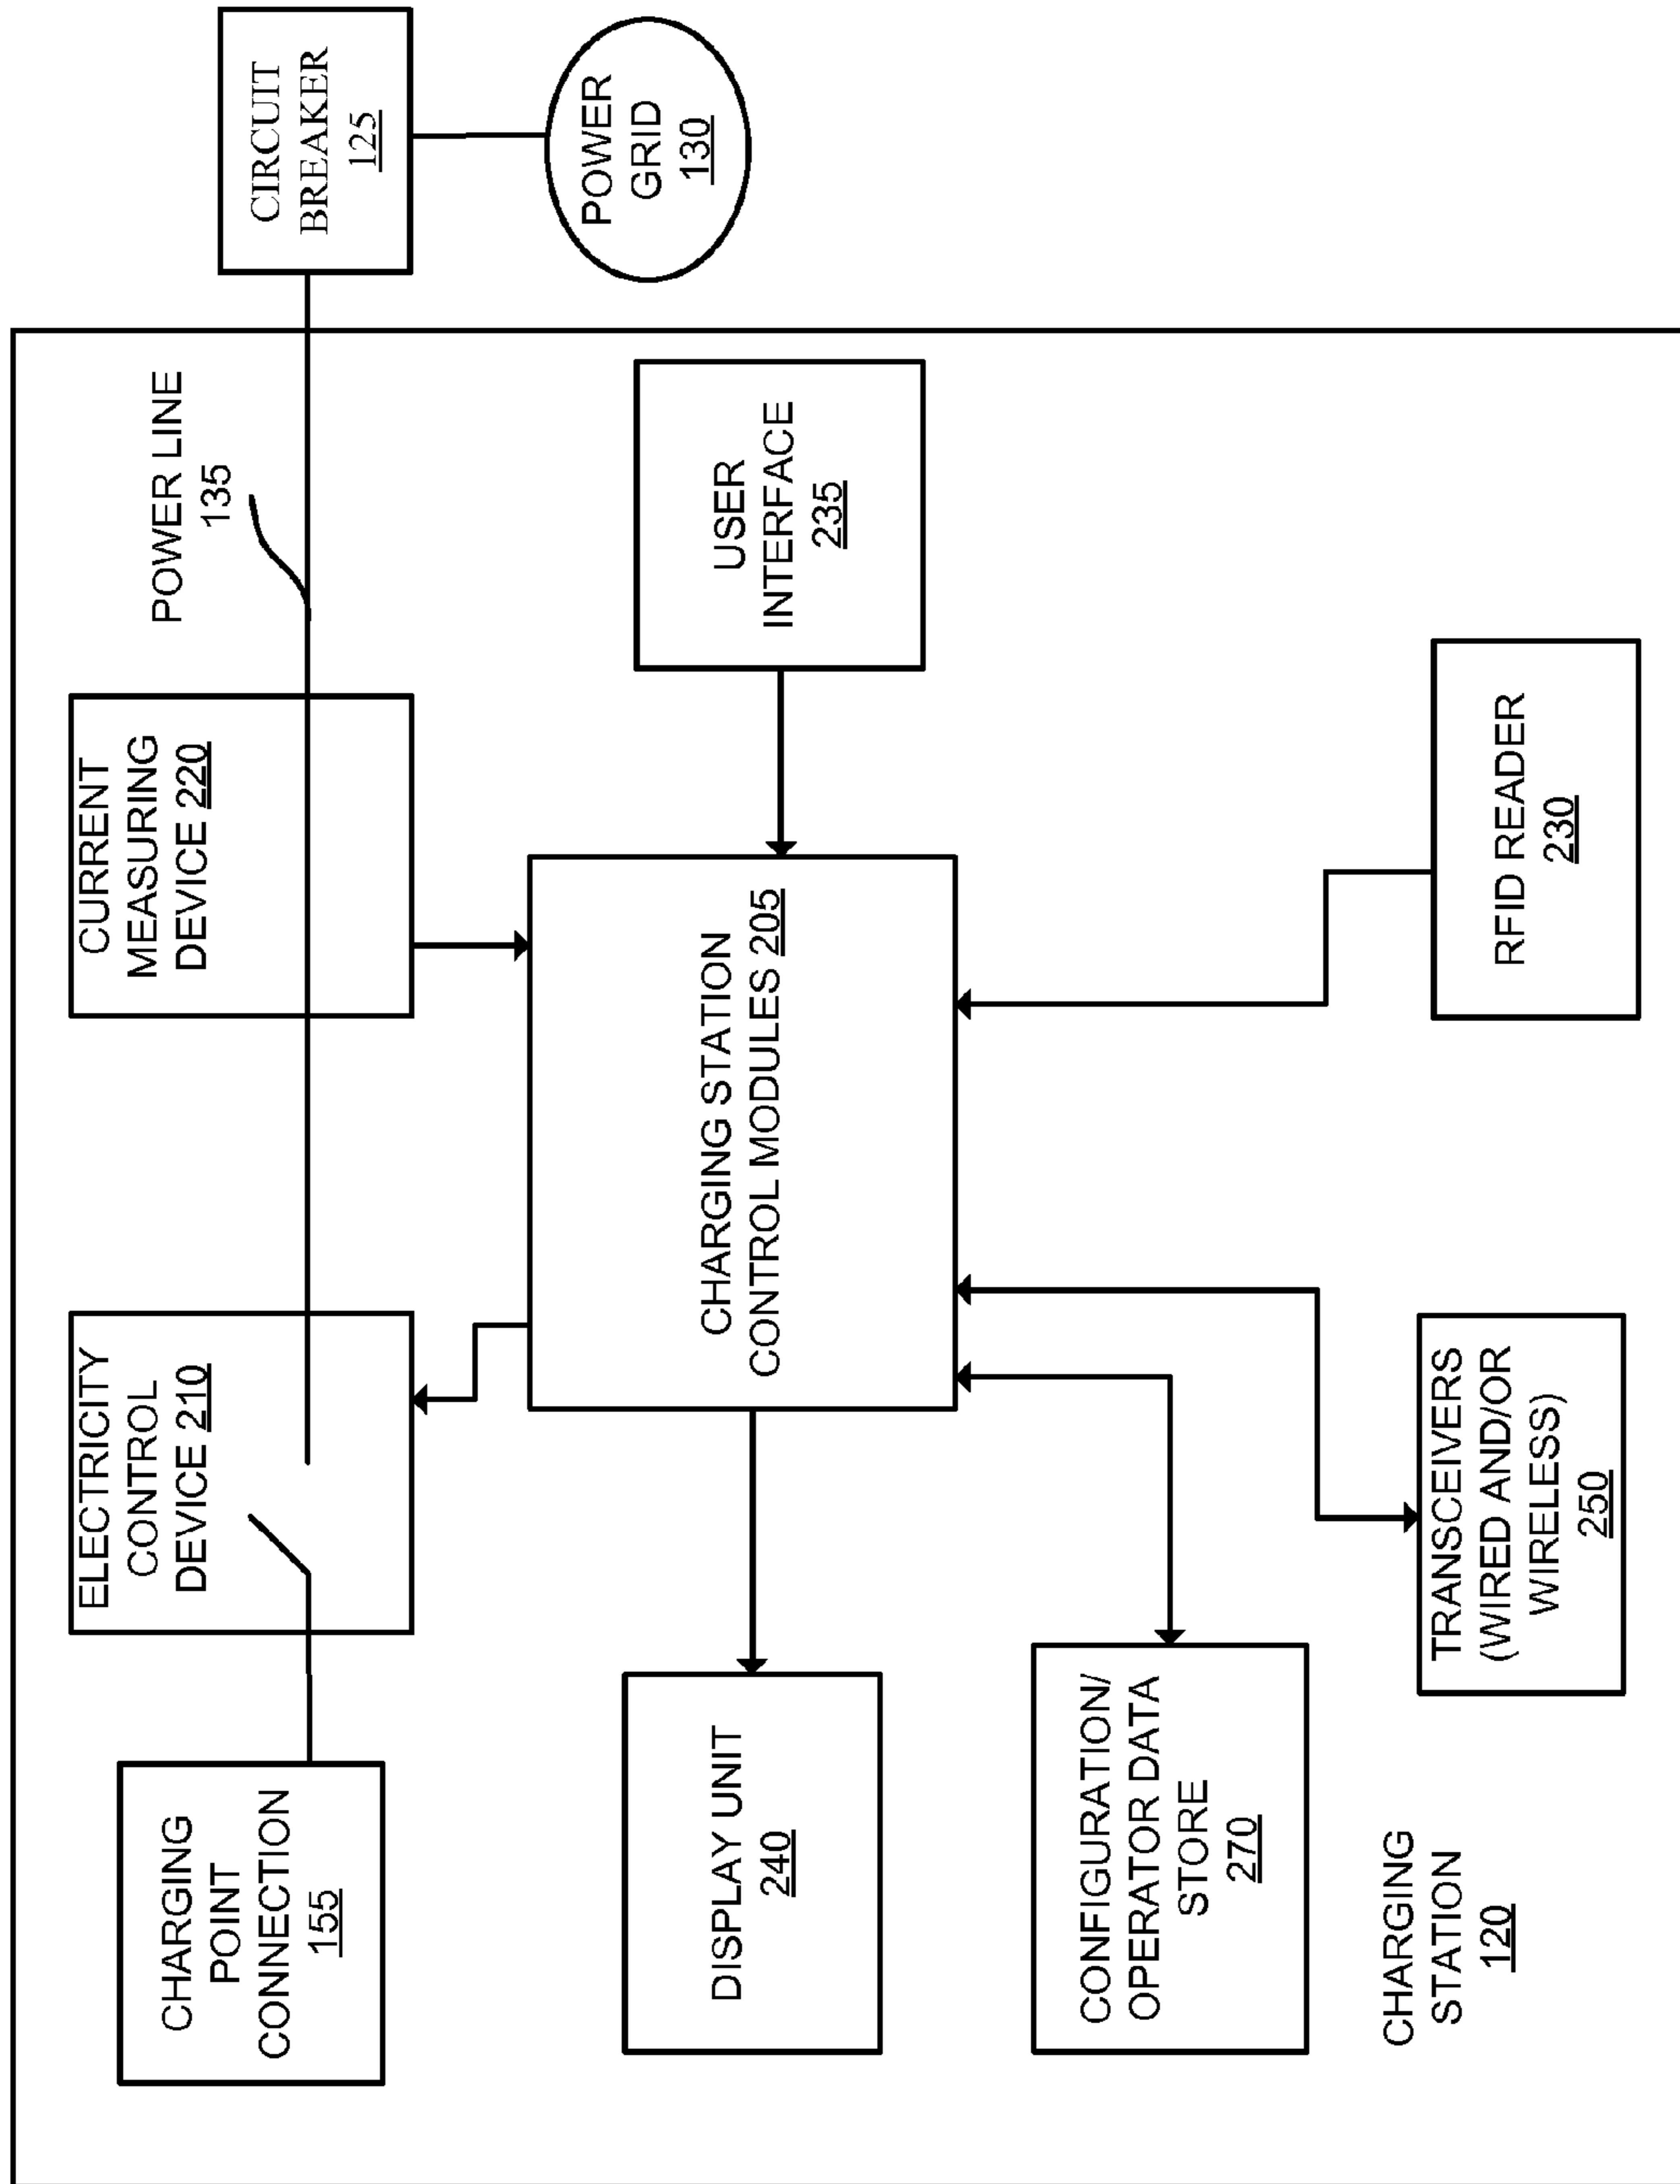 CHARGING
POINT
CONNECTION
155
ELECTRICITY
CONTROL
DEVICE 210
CURRENT
MEASURING
DEVICE 220
POWER LINE
135
CIRCUIT
BREAKER
125
POWER
GRID
130
DISPLAY UNIT
240
CHARGING STATION
CONTROL MODULES 205
USER
INTERFACE
235
CONFIGURATION/
OPERATOR DATA
STORE
270
TRANSCEIVERS
(WIRED AND/OR
WIRELESS)
250
RFID READER
230
CHARGING
STATION
120